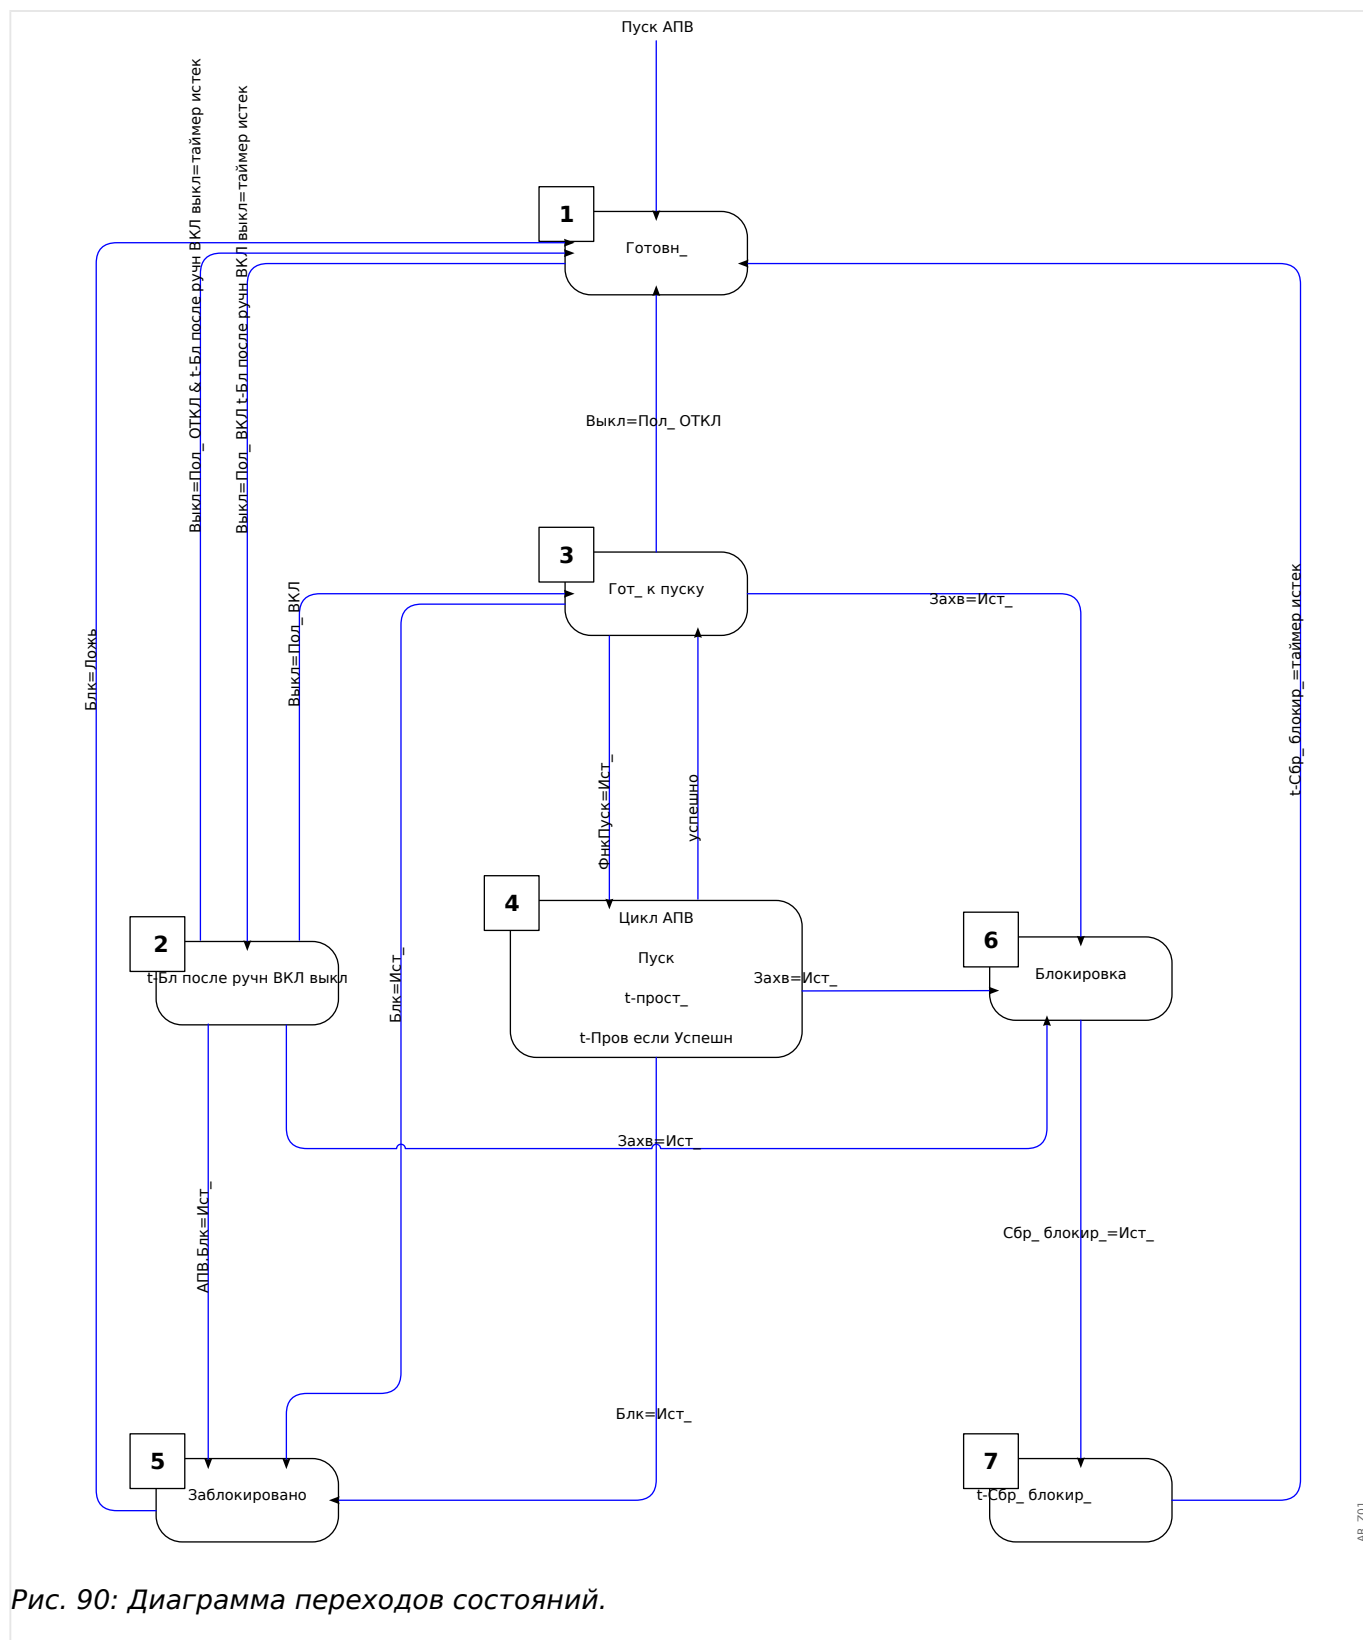 Пуск АПВ
Выкл=Пол_ ОТКЛ & t-Бл после ручн ВКЛ выкл=таймер истек
Выкл=Пол_ ВКЛ t-Бл после ручн ВКЛ выкл=таймер истек
1
Готовн_
Выкл=Пол_ ОТКЛ
3
Гот_ к пуску
Захв=Ист_
Блк=Ложь
Выкл=Пол_ ВКЛ
t-Сбр_ блокир_=таймер истек
ФнкПуск=Ист_
успешно
4
Цикл АПВ
Пуск
t-прост_
t-Пров если Успешн
Захв=Ист_
2
t-Бл после ручн ВКЛ выкл
Блк=Ист_
6
Блокировка
Захв=Ист_
АПВ.Блк=Ист_
Сбр_ блокир_=Ист_
Блк=Ист_
5
Заблокировано
7
t-Сбр_ блокир_
AR_Z01
Рис. 90: Диаграмма переходов состояний.